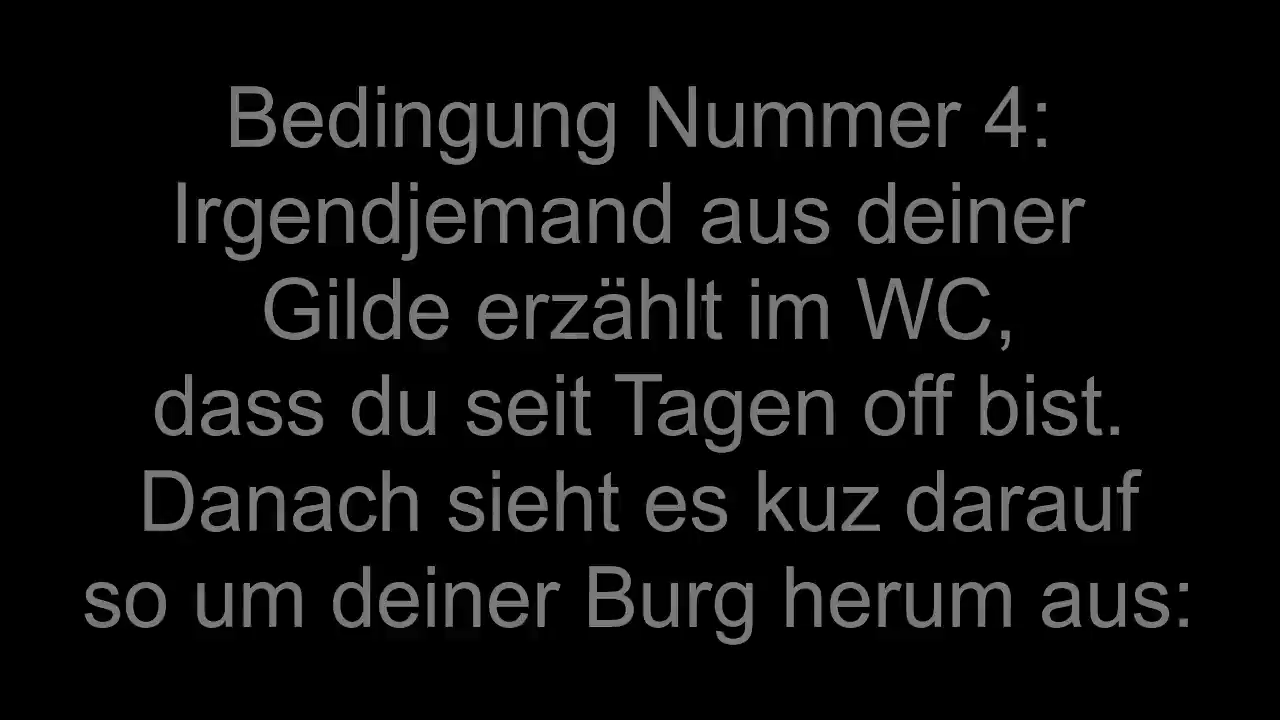 Bedingung Nummer 4:
Irgendjemand aus deiner
Gilde erzählt im WC,
dass du seit Tagen off bist.
Danach sieht es kuz darauf
so um deiner Burg herum aus: